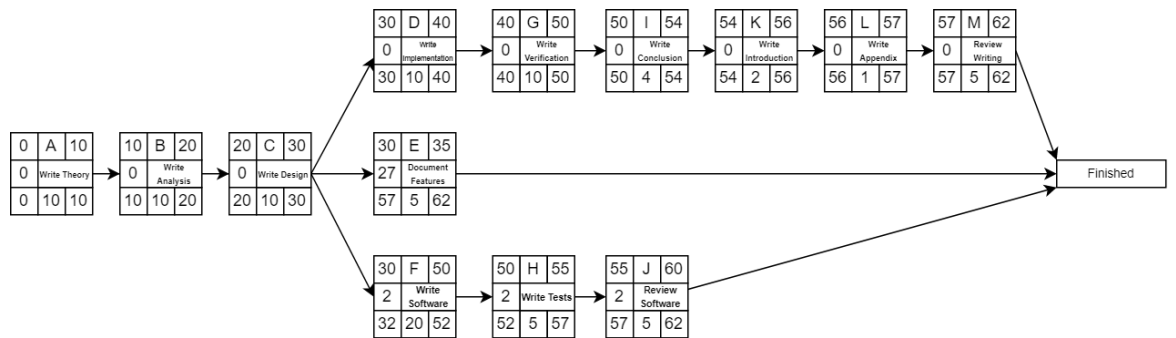 30 D 40
0 Write Implementation
30 10 40
40 G 50
0 Write Verification
40 10 50
50 I 54
0 Write Conclusion
50 4 54
54 K 56
0 Write Introduction
54 2 56
56 L 57
0 Write Appendix
56 1 57
57 M 62
0 Review Writing
57 5 62
0 A 10
0 Write Theory
0 10 10
10 B 20
0 Write Analysis
10 10 20
20 C 30
0 Write Design
20 10 30
30 E 35
27 Document Features
57 5 62
Finished
30 F 50
2 Write Software
32 20 52
50 H 55
2 Write Tests
52 5 57
55 J 60
2 Review Software
57 5 62